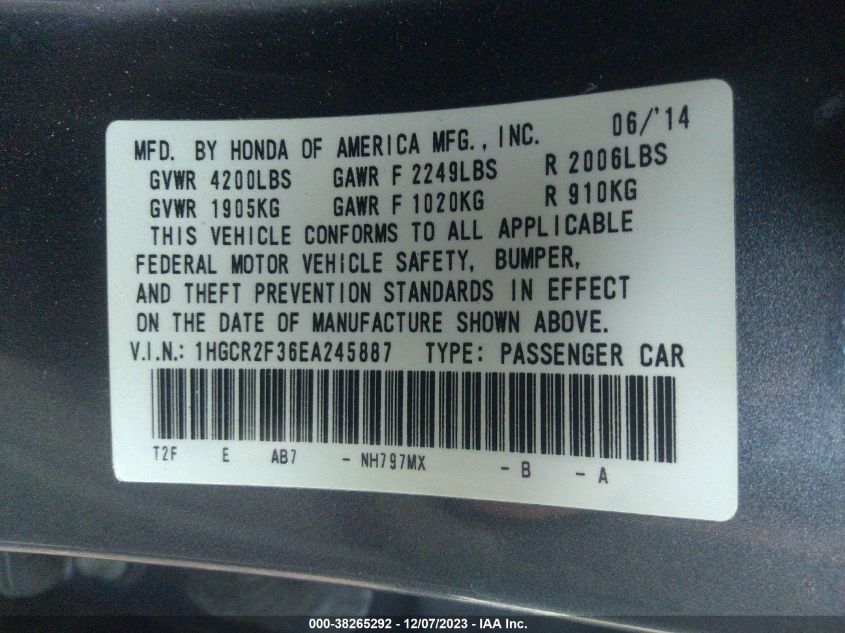 MFD. BY HONDA OF AMERICA MFG., INC. 06/'14
GVWR 4200LBS GAWR F 2249LBS R 2006LBS
GVWR 1905KG GAWR F 1020KG R 910KG
THIS VEHICLE CONFORMS TO ALL APPLICABLE
FEDERAL MOTOR VEHICLE SAFETY, BUMPER,
AND THEFT PREVENTION STANDARDS IN EFFECT
ON THE DATE OF MANUFACTURE SHOWN ABOVE.
V.I.N.: 1HGCR2F36EA245887 TYPE: PASSENGER CAR
T2F E AB7 - NH797MX - B - A
000-38265292 - 12/07/2023 - IAA Inc.